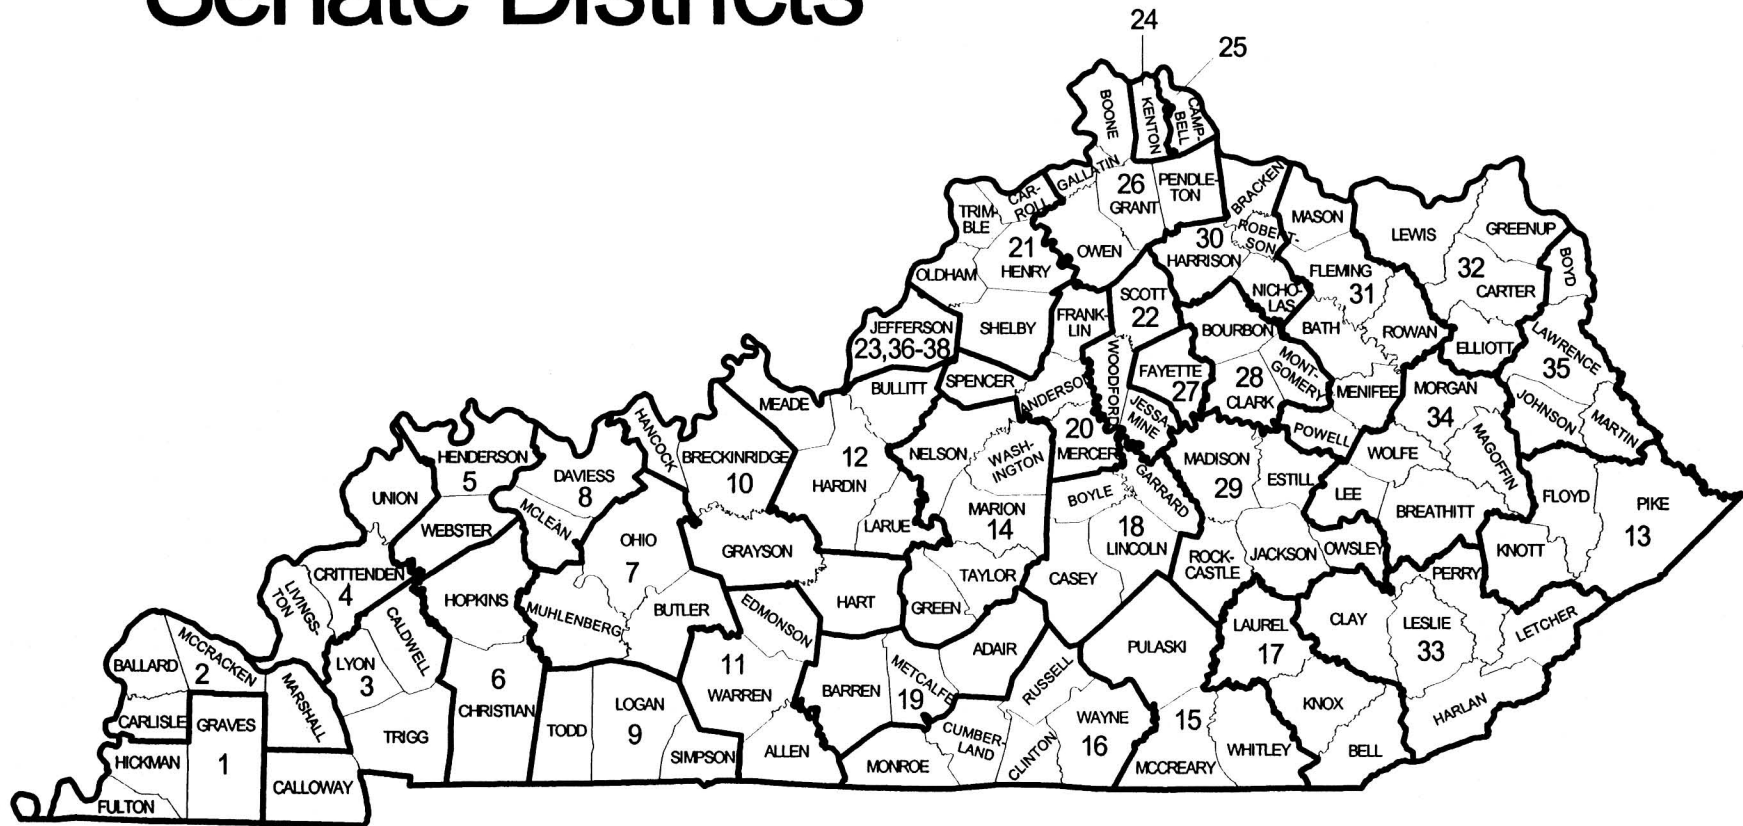 Senate Districts
24
25
BOONE
KENTON
CAMP-
BELL
GALLATIN
26
GRANT
PENDLE-
TON
BRACKEN
CAR-
ROLL
TRIM-
BLE
MASON
LEWIS
GREENUP
BOYD
OWEN
30
HARRISON
ROBERT-
SON
21
HENRY
OLDHAM
FLEMING
31
32
CARTER
SCOTT
22
NICHO-
LAS
FRANK-
LIN
SHELBY
JEFFERSON
23,36-38
BOURBON
BATH
ROWAN
ELLIOTT
LAWRENCE
35
WOODFORD
FAYETTE
27
28
CLARK
MONT-
GOMERY
MENIFEE
MORGAN
34
JOHNSON
MARTIN
SPENCER
BULLITT
ANDERSON
MEADE
JESSA-
MINE
20
MERCER
POWELL
WOLFE
MAGOFFIN
HANCOCK
BRECKINRIDGE
10
12
HARDIN
NELSON
WASH-
INGTON
MADISON
29
ESTILL
GARRARD
BOYLE
LEE
BREATHITT
FLOYD
PIKE
13
HENDERSON
5
DAVIESS
8
UNION
WEBSTER
MCLEAN
LARUE
MARION
14
18
LINCOLN
OHIO
7
GRAYSON
ROCK-
CASTLE
JACKSON
OWSLEY
KNOTT
PERRY
TAYLOR
CASEY
CRITTENDEN
4
LIVINGS-
TON
HOPKINS
MUHLENBERG
BUTLER
EDMONSON
HART
GREEN
CALDWELL
LETCHER
CLAY
LESLIE
33
LAUREL
17
PULASKI
ADAIR
MCCRACKEN
2
BALLARD
LYON
3
MARSHALL
6
CHRISTIAN
11
WARREN
BARREN
METCALFE
19
RUSSELL
CARLISLE
GRAVES
1
TRIGG
TODD
LOGAN
9
KNOX
HARLAN
WAYNE
16
15
CUMBER-
LAND
CLINTON
WHITLEY
BELL
SIMPSON
ALLEN
MONROE
MCCREARY
HICKMAN
FULTON
CALLOWAY